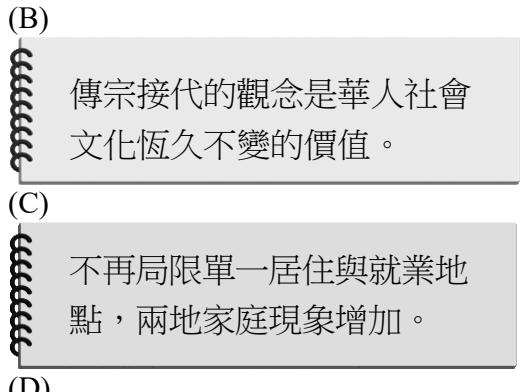 (B)
傳宗接代的觀念是華人社會
文化恆久不變的價值。
(C)
不再局限單一居住與就業地
點，兩地家庭現象增加。
(D)